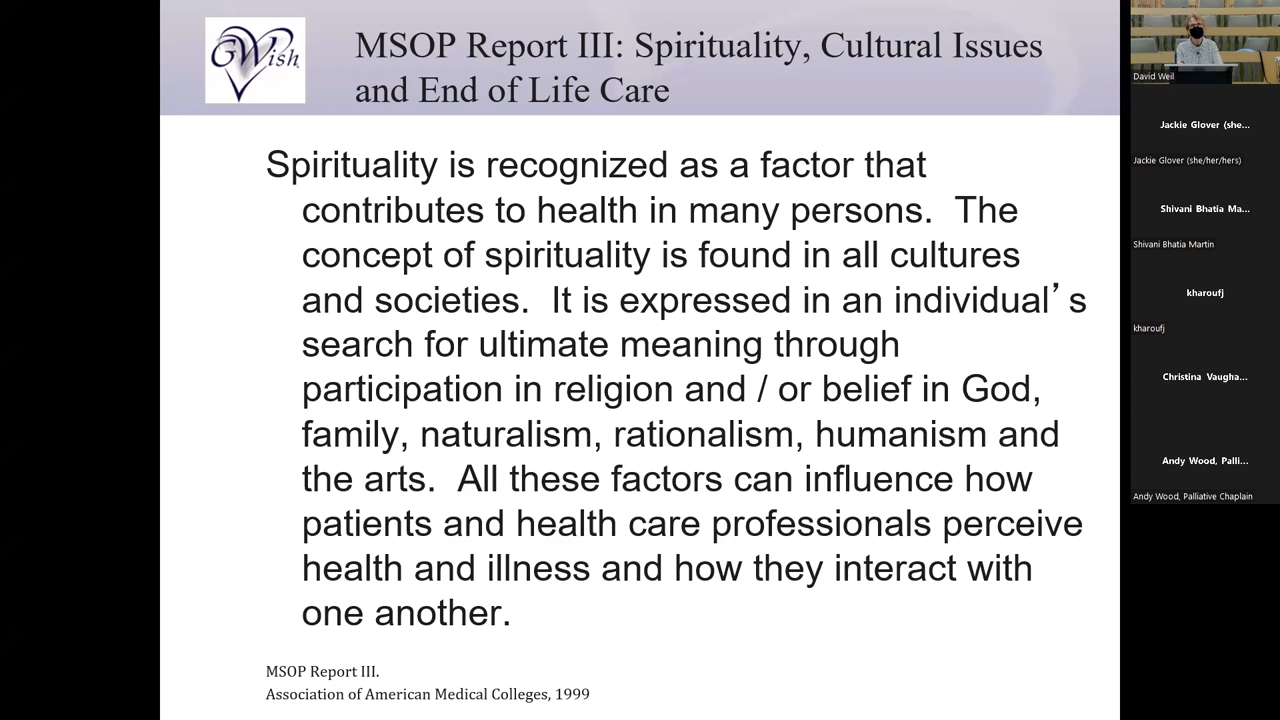 GWish
MSOP Report III: Spirituality, Cultural Issues
and End of Life Care
Spirituality is recognized as a factor that
contributes to health in many persons.  The
concept of spirituality is found in all cultures
and societies.  It is expressed in an individual’s
search for ultimate meaning through
participation in religion and / or belief in God,
family, naturalism, rationalism, humanism and
the arts.  All these factors can influence how
patients and health care professionals perceive
health and illness and how they interact with
one another.
MSOP Report III.
Association of American Medical Colleges, 1999
David Weil
Jackie Glover (she...
Jackie Glover (she/her/hers)
Shivani Bhatia Ma...
Shivani Bhatia Martin
kharoufj
kharoufj
Christina Vaugha...
Andy Wood, Palli...
Andy Wood, Palliative Chaplain